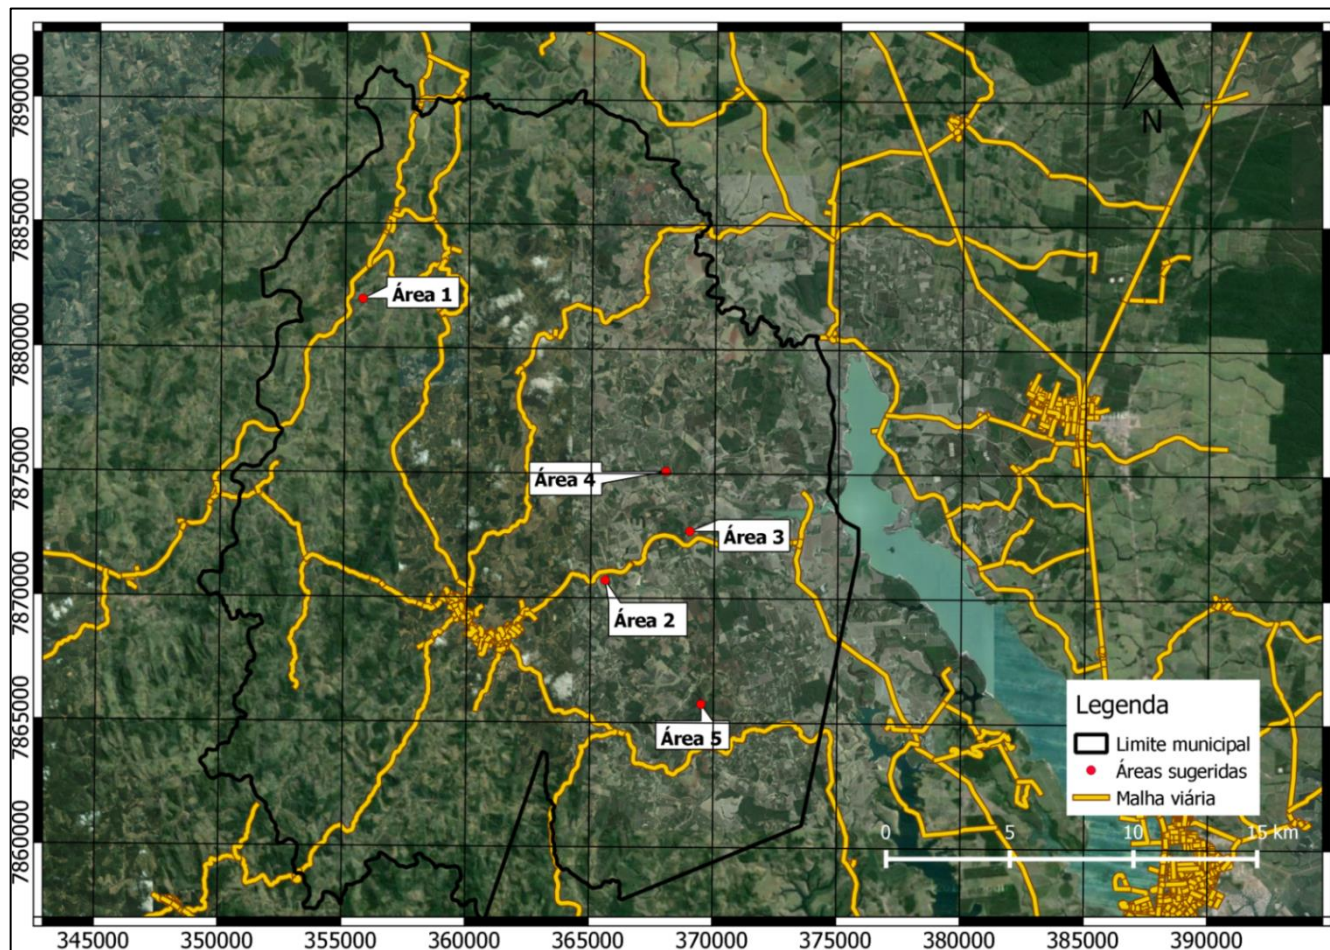 N
7890000
7885000
7880000
7875000
7870000
7865000
7860000
Área 1
Área 4
Área 3
Área 2
Área 5
Legenda
Limite municipal
Áreas sugeridas
Malha viária
0 5 10 15 km
345000 350000 355000 360000 365000 370000 375000 380000 385000 390000